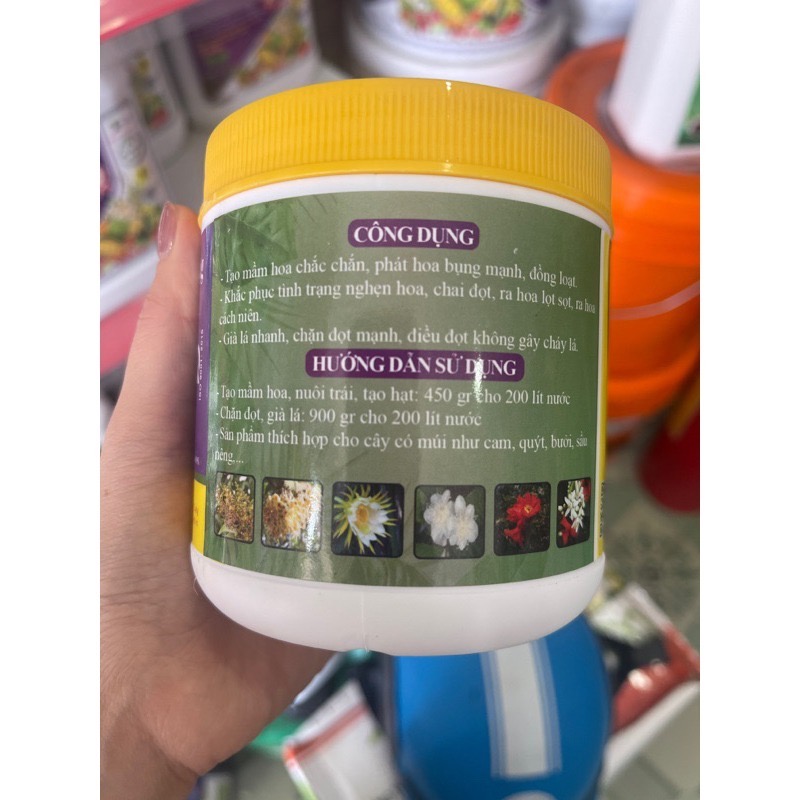 CÔNG DỤNG
- Tạo mầm hoa chắc chắn, phát hoa bụng mạnh, đồng loạt.
- Khắc phục tình trạng nghẹn hoa, chai đọt, ra hoa lọt sọt, ra hoa
cách niên.
- Già lá nhanh, chặn đọt mạnh, điều đọt không gây cháy lá.
HƯỚNG DẪN SỬ DỤNG
- Tạo mầm hoa, nuôi trái, tạo hạt: 450 gr cho 200 lít nước
- Chặn đọt, già lá: 900 gr cho 200 lít nước
- Sản phẩm thích hợp cho cây có múi như cam, quýt, bưởi, sầu
riêng,...